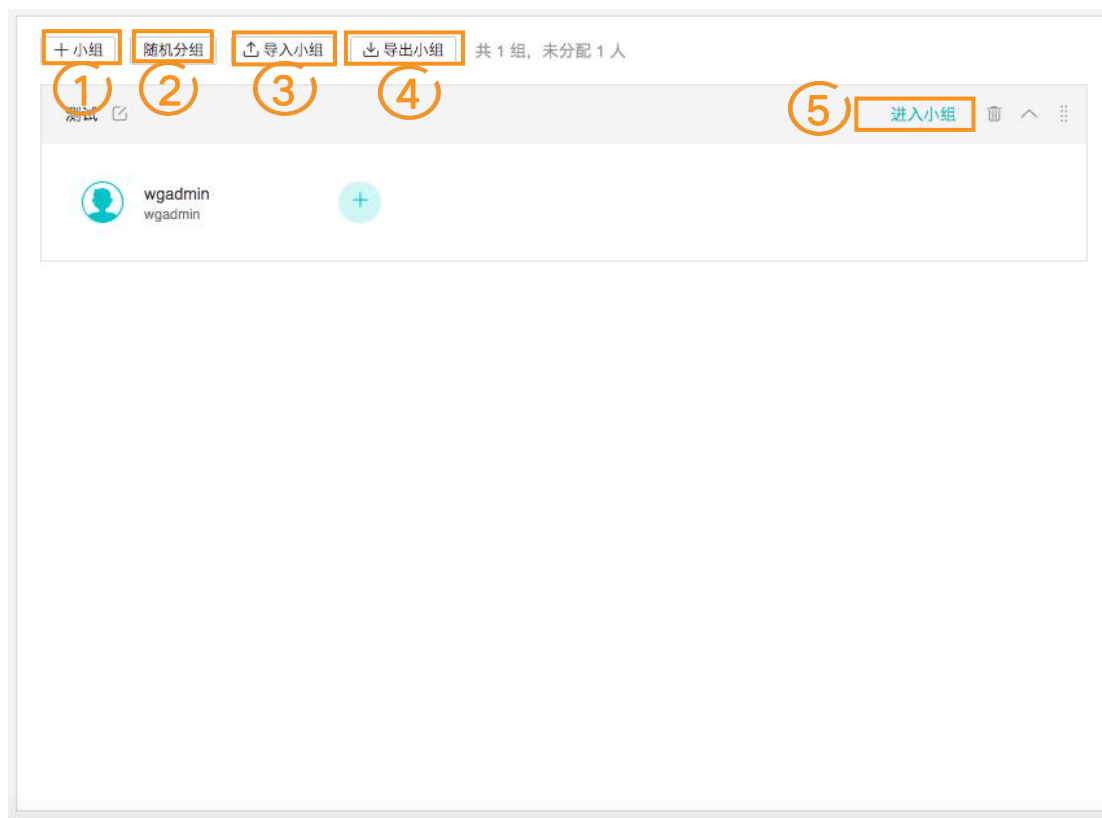 +小组 随机分组 导入小组 导出小组 共 1 组，未分配 1 人
① ② ③ ④
测试 ⑤ 进入小组
wgadmin +
wgadmin